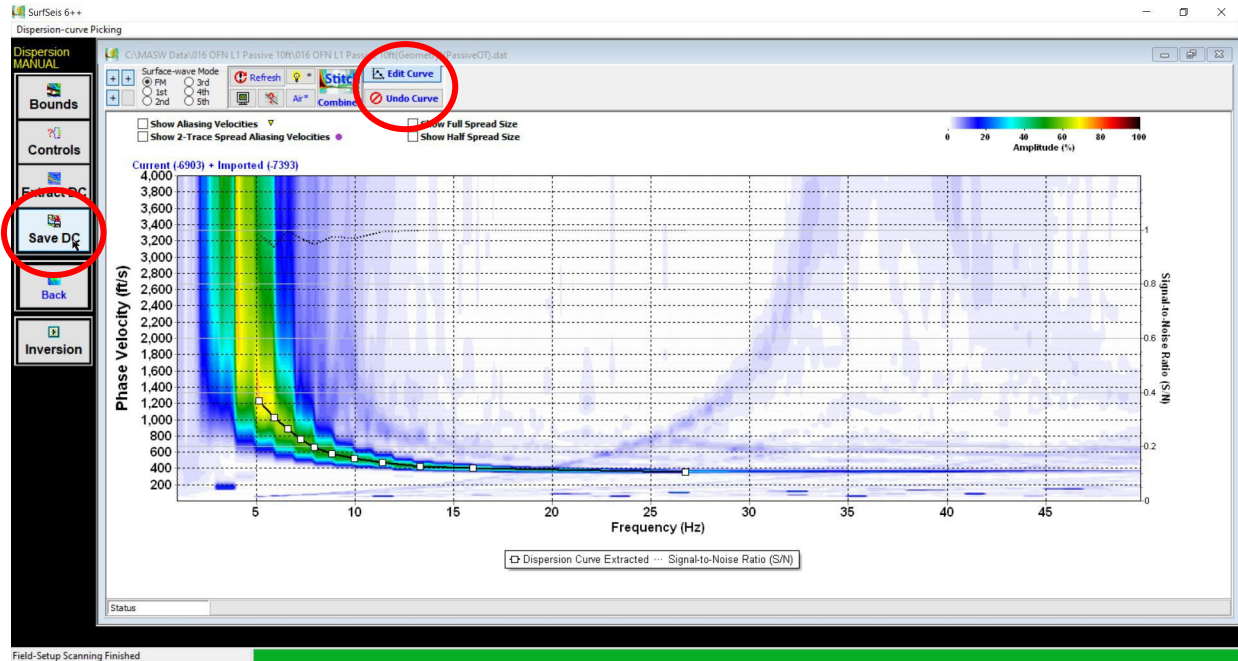 SurfSeis 6++
Dispersion-curve Picking
Dispersion
MANUAL
Bounds
Controls
Extract DC
Save DC
Back
Inversion
C:\MASW Data\016 OFN L1 Passive 10ft\016 OFN L1 Passive 10ft(Geometry)(PassiveOT).dat
Surface-wave Mode
FM 3rd
1st 4th
2nd 5th
Refresh
Air
Stitch
Combine
Edit Curve
Undo Curve
Show Aliasing Velocities
Show 2-Trace Spread Aliasing Velocities
Show Full Spread Size
Show Half Spread Size
0 20 40 60 80 100
Amplitude (%)
Current (-6903) + Imported (-7393)
4,000
3,800
3,600
3,400
3,200
3,000
2,800
2,600
2,400
2,200
2,000
1,800
1,600
1,400
1,200
1,000
800
600
400
200
Phase Velocity (ft/s)
1
0.8
0.6
0.4
0.2
0
Signal-to-Noise Ratio (S/N)
5 10 15 20 25 30 35 40 45
Frequency (Hz)
Dispersion Curve Extracted ··· Signal-to-Noise Ratio (S/N)
Status
Field-Setup Scanning Finished